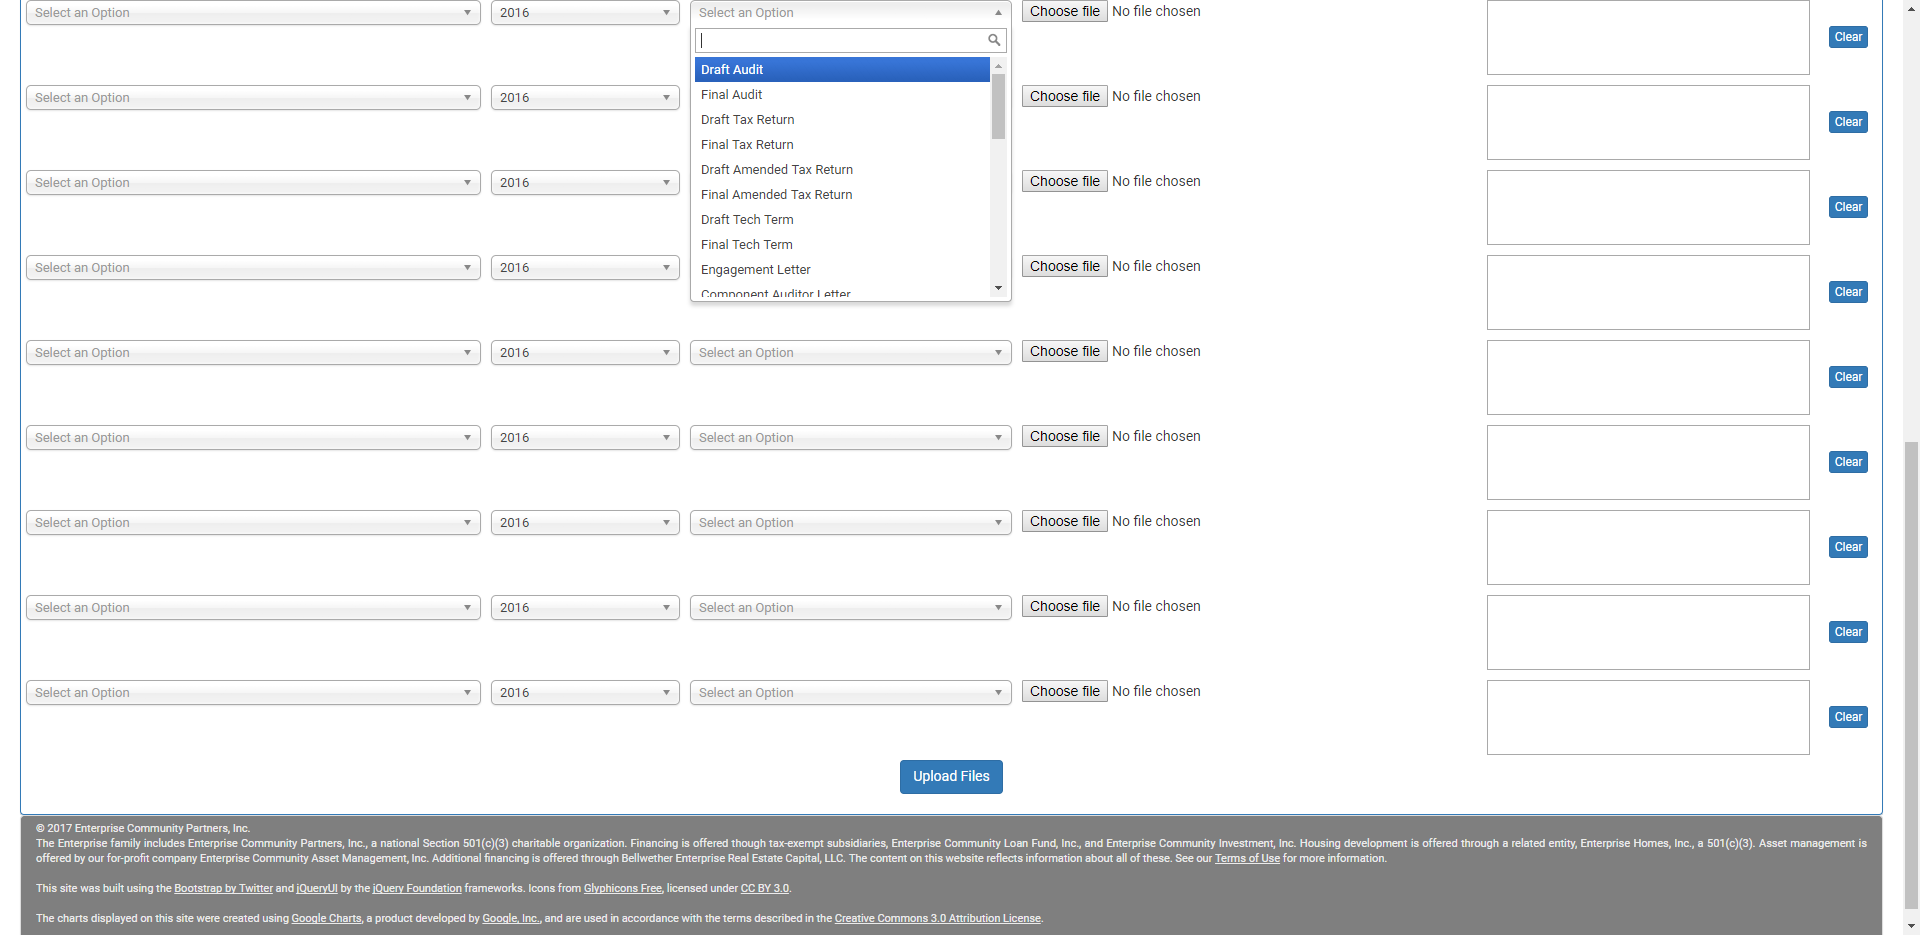 Select an Option 2016 Select an Option Choose file No file chosen
Clear
Draft Audit
Select an Option 2016 Final Audit Choose file No file chosen
Draft Tax Return Clear
Final Tax Return
Select an Option 2016 Draft Amended Tax Return Choose file No file chosen
Final Amended Tax Return Clear
Draft Tech Term
Final Tech Term
Select an Option 2016 Engagement Letter Choose file No file chosen
Component Auditor Letter Clear
Select an Option 2016 Select an Option Choose file No file chosen
Clear
Select an Option 2016 Select an Option Choose file No file chosen
Clear
Select an Option 2016 Select an Option Choose file No file chosen
Clear
Select an Option 2016 Select an Option Choose file No file chosen
Clear
Select an Option 2016 Select an Option Choose file No file chosen
Clear
Upload Files
© 2017 Enterprise Community Partners, Inc.
The Enterprise family includes Enterprise Community Partners, Inc., a national Section 501(c)(3) charitable organization. Financing is offered though tax-exempt subsidiaries, Enterprise Community Loan Fund, Inc., and Enterprise Community Investment, Inc. Housing development is offered through a related entity, Enterprise Homes, Inc., a 501(c)(3). Asset management is
offered by our for-profit company Enterprise Community Asset Management, Inc. Additional financing is offered through Bellwether Enterprise Real Estate Capital, LLC. The content on this website reflects information about all of these. See our Terms of Use for more information.
This site was built using the Bootstrap by Twitter and jQueryUI by the jQuery Foundation frameworks. Icons from Glyphicons Free, licensed under CC BY 3.0.
The charts displayed on this site were created using Google Charts, a product developed by Google, Inc., and are used in accordance with the terms described in the Creative Commons 3.0 Attribution License.